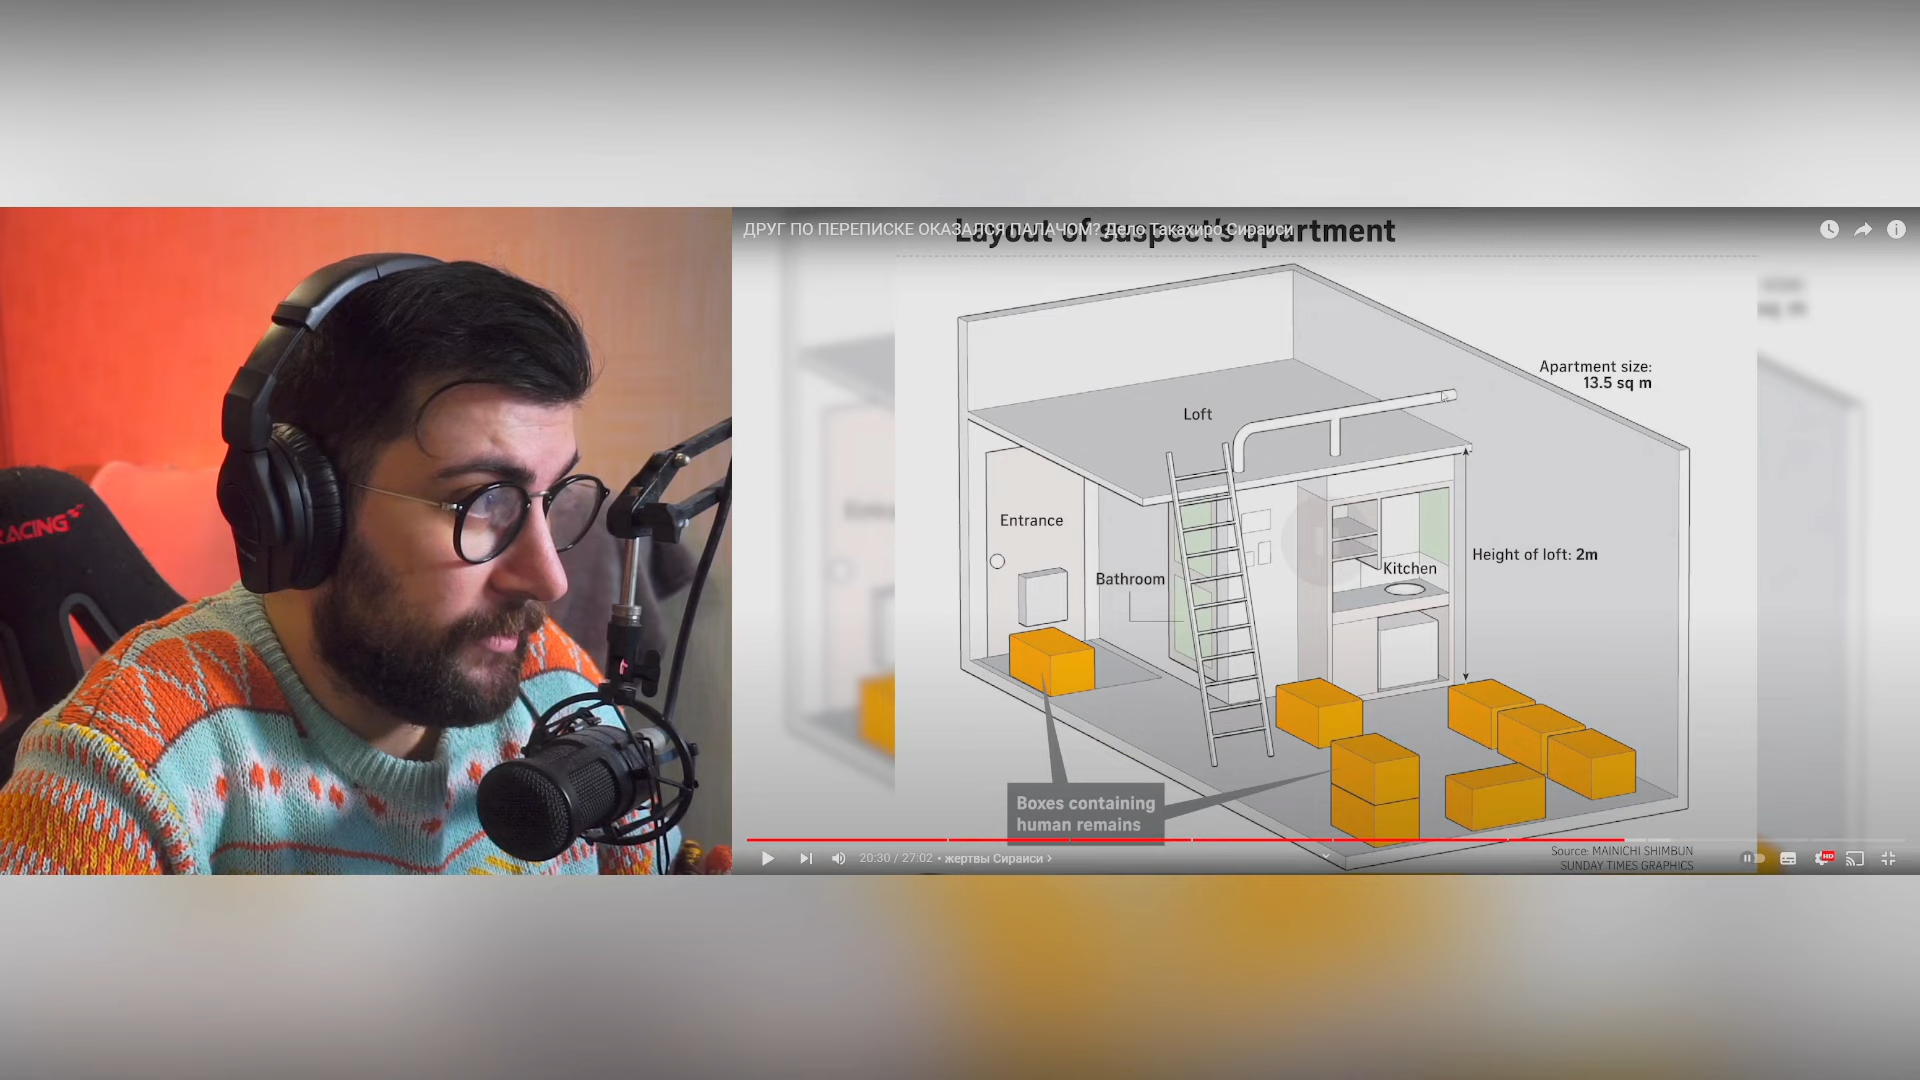 ДРУГ ПО ПЕРЕПИСКЕ ОКАЗАЛСЯ ПАЛАЧОМ? Дело Такахиро Сираиси
Layout of suspect's apartment
Apartment size:
13.5 sq m
Loft
Entrance
Bathroom
Kitchen
Height of loft: 2m
Boxes containing
human remains
Source: MAINICHI SHIMBUN
SUNDAY TIMES GRAPHICS
20:30 / 27:02 • жертвы Сираиси
HD
RACING
sq m